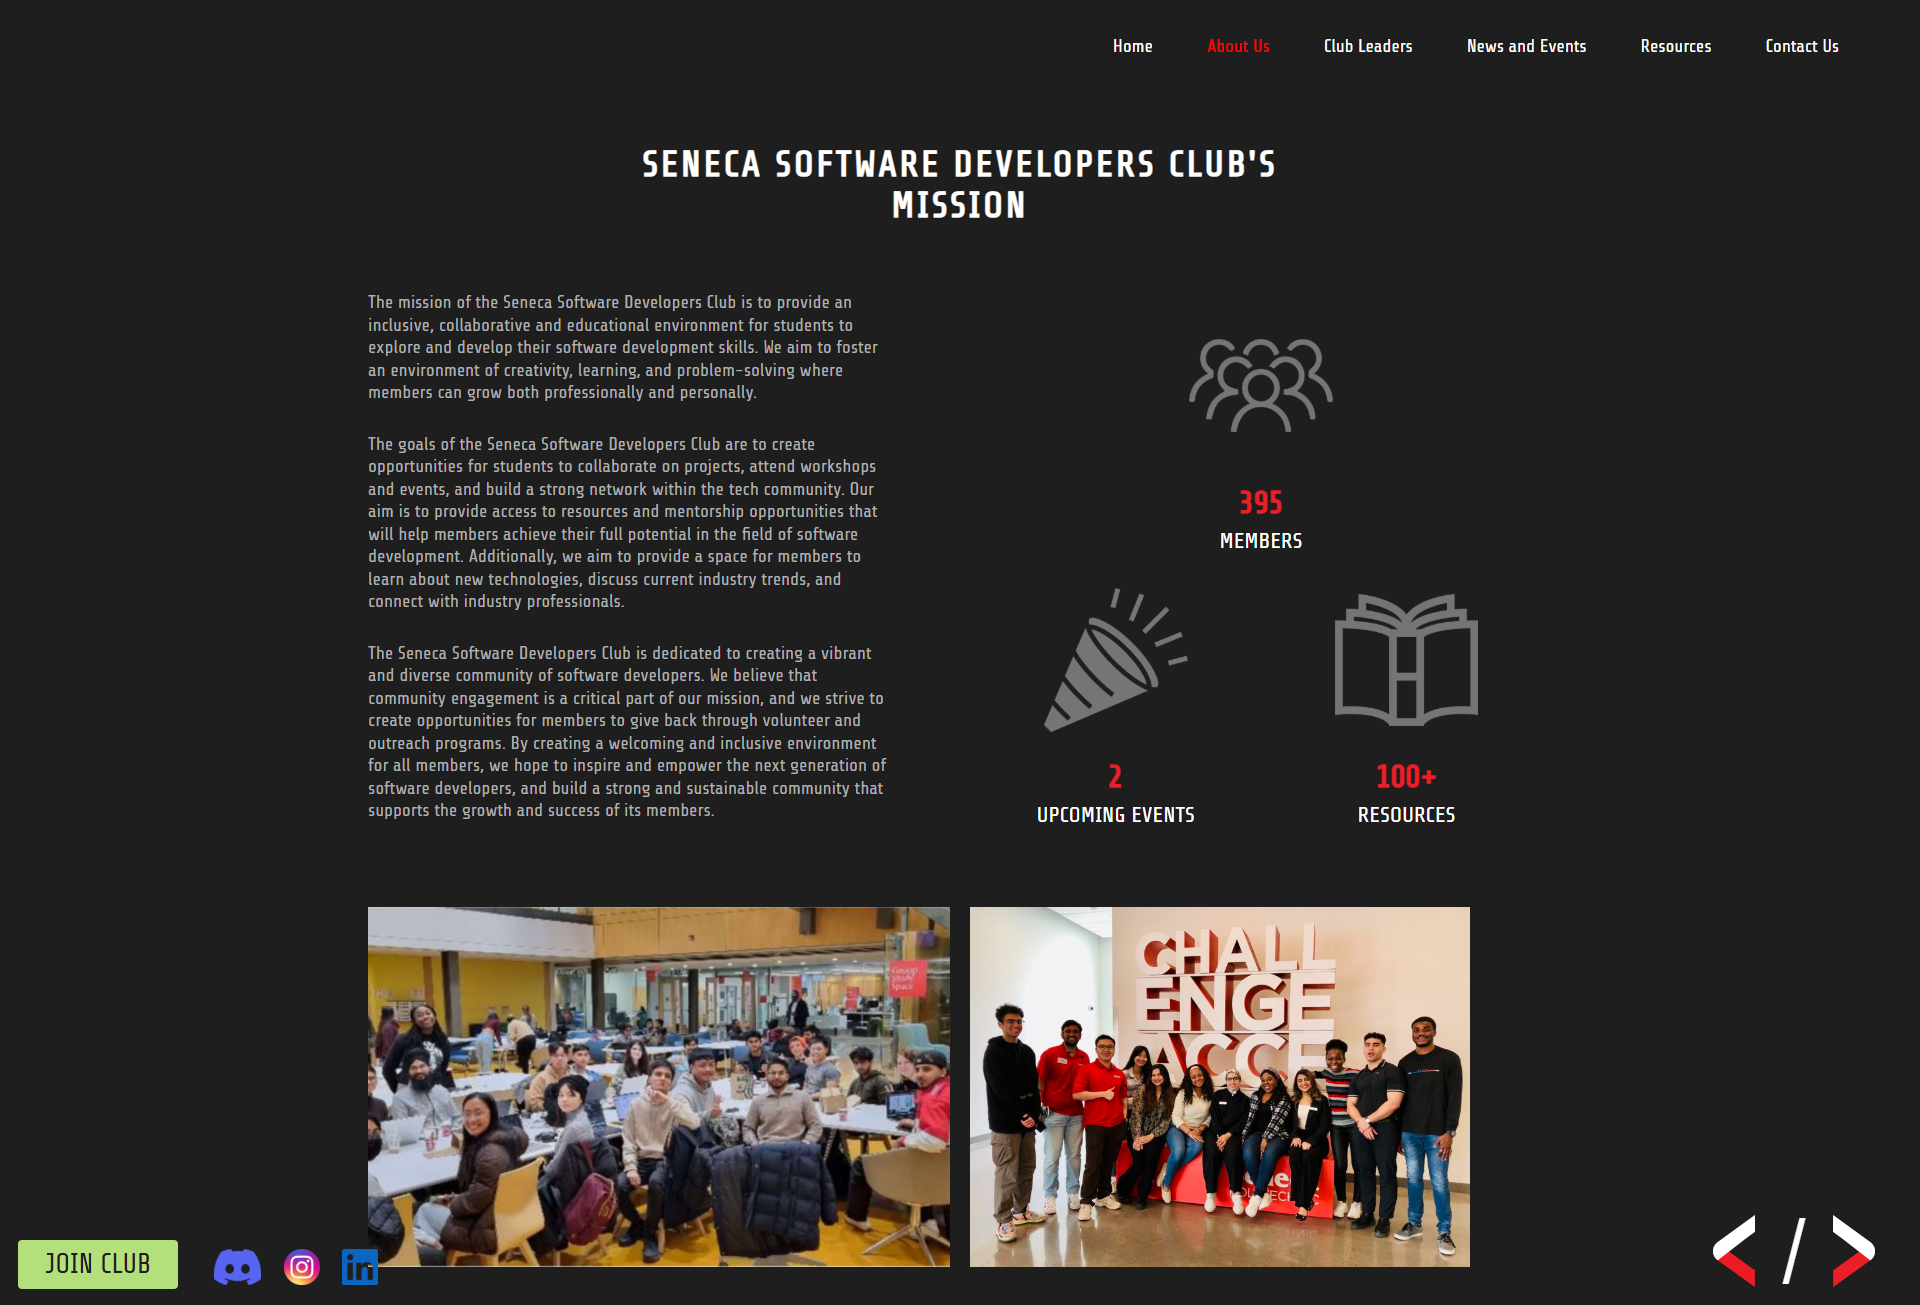 Home About Us Club Leaders News and Events Resources Contact Us
SENECA SOFTWARE DEVELOPERS CLUB'S
MISSION
The mission of the Seneca Software Developers Club is to provide an
inclusive, collaborative and educational environment for students to
explore and develop their software development skills. We aim to foster
an environment of creativity, learning, and problem-solving where
members can grow both professionally and personally.
The goals of the Seneca Software Developers Club are to create
opportunities for students to collaborate on projects, attend workshops
and events, and build a strong network within the tech community. Our
aim is to provide access to resources and mentorship opportunities that
will help members achieve their full potential in the field of software
development. Additionally, we aim to provide a space for members to
learn about new technologies, discuss current industry trends, and
connect with industry professionals.
The Seneca Software Developers Club is dedicated to creating a vibrant
and diverse community of software developers. We believe that
community engagement is a critical part of our mission, and we strive to
create opportunities for members to give back through volunteer and
outreach programs. By creating a welcoming and inclusive environment
for all members, we hope to inspire and empower the next generation of
software developers, and build a strong and sustainable community that
supports the growth and success of its members.
395
MEMBERS
2
UPCOMING EVENTS
100+
RESOURCES
Group
Study
Space
CHALL
ENGE
ACCE
JOIN CLUB
in